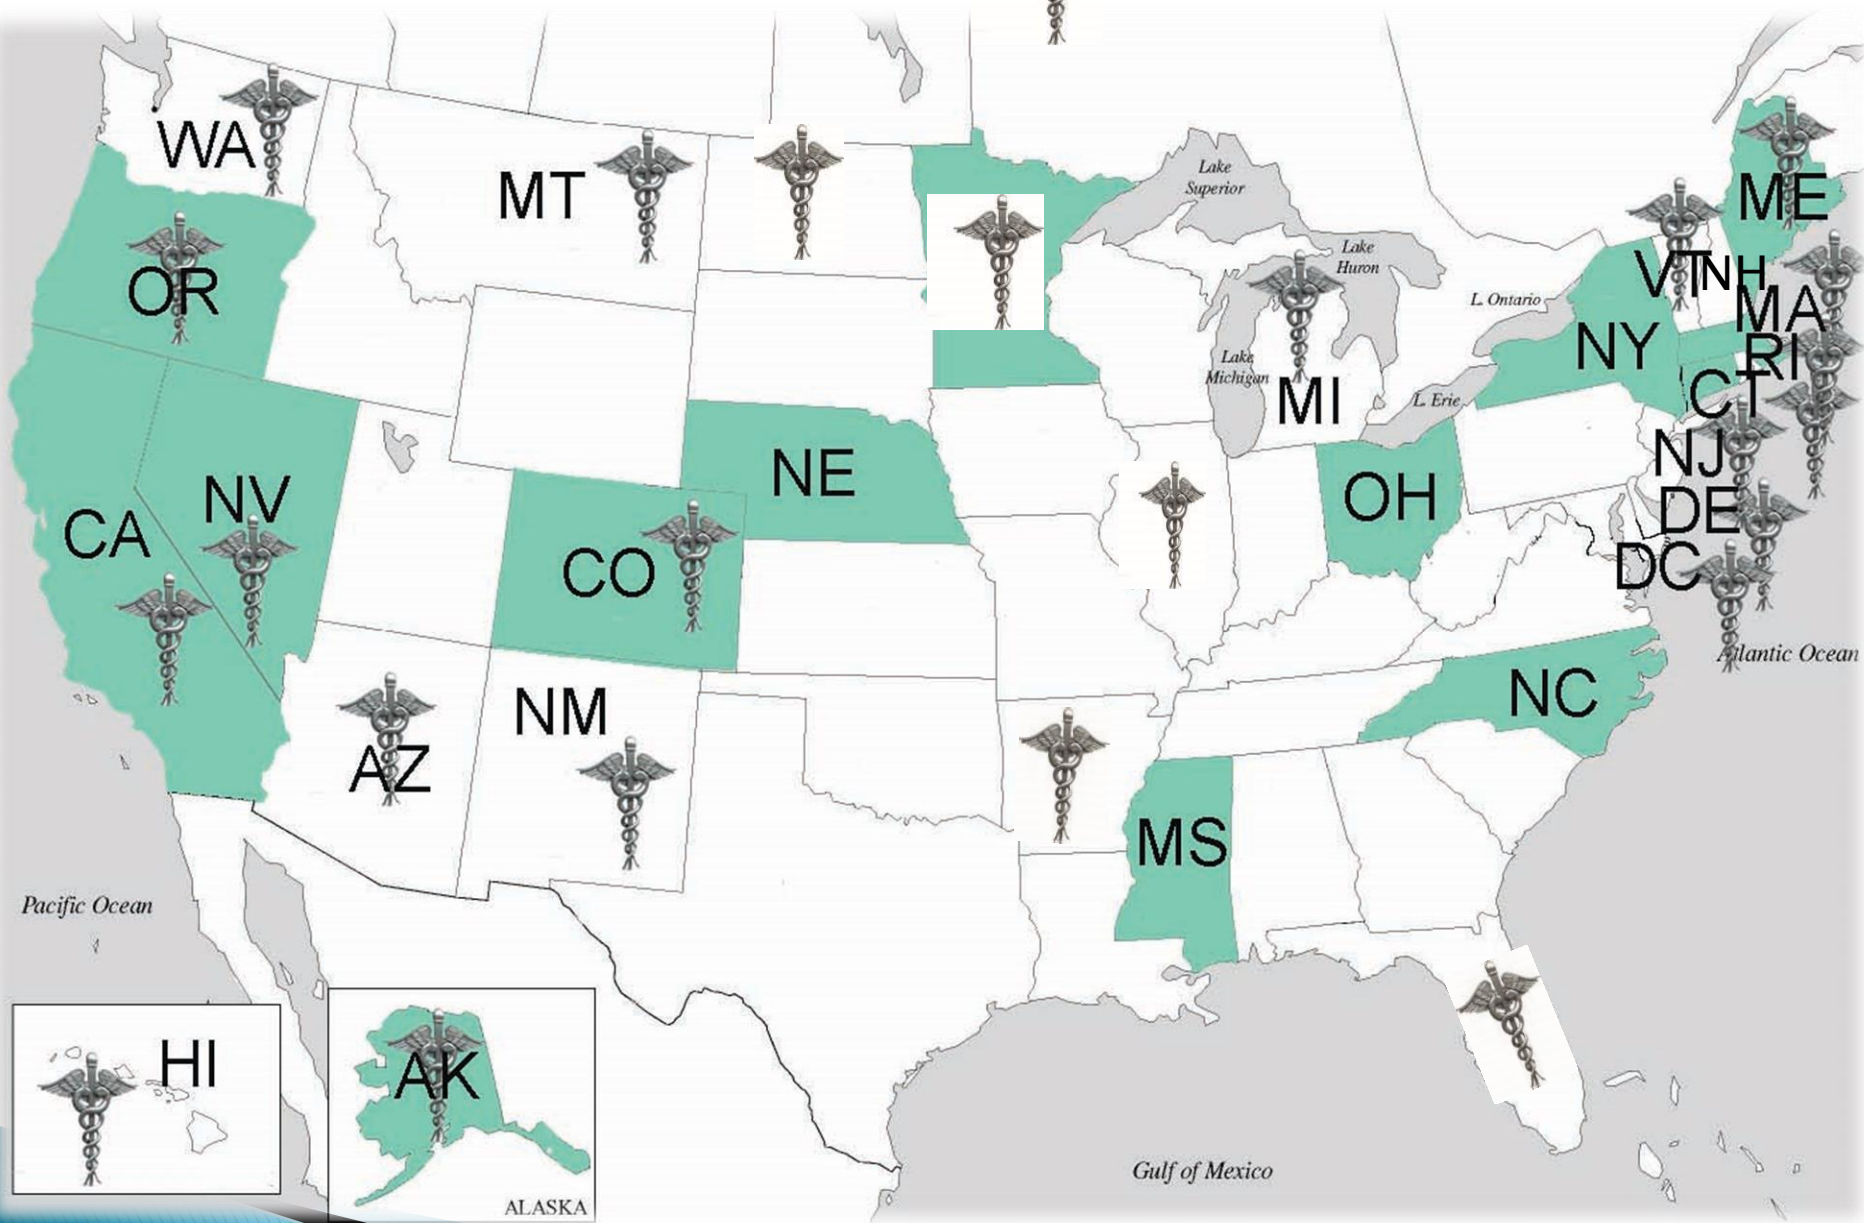 WA
MT
ME
OR
VT
NH
MA
NY
RI
CT
MI
NE
NV
OH
NJ
CA
CO
DE
DC
NM
NC
AZ
MS
HI
AK
Lake
Superior
Lake
Huron
L. Ontario
Lake
Michigan
L. Erie
Atlantic Ocean
Pacific Ocean
Gulf of Mexico
ALASKA